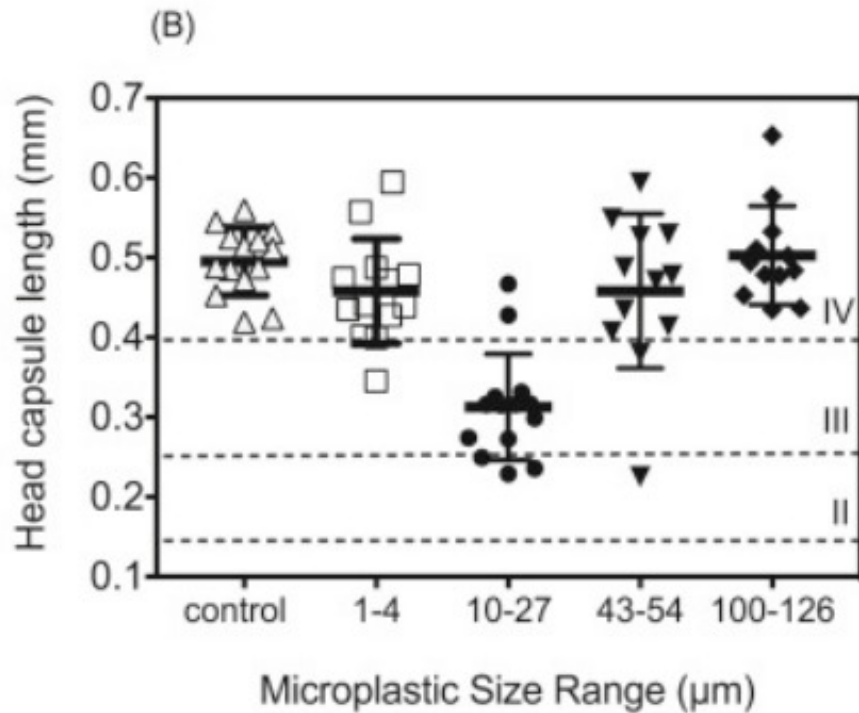 (B)
Head capsule length (mm)
0.7
0.6
0.5
0.4
0.3
0.2
0.1
IV
III
II
control 1-4 10-27 43-54 100-126
Microplastic Size Range (µm)